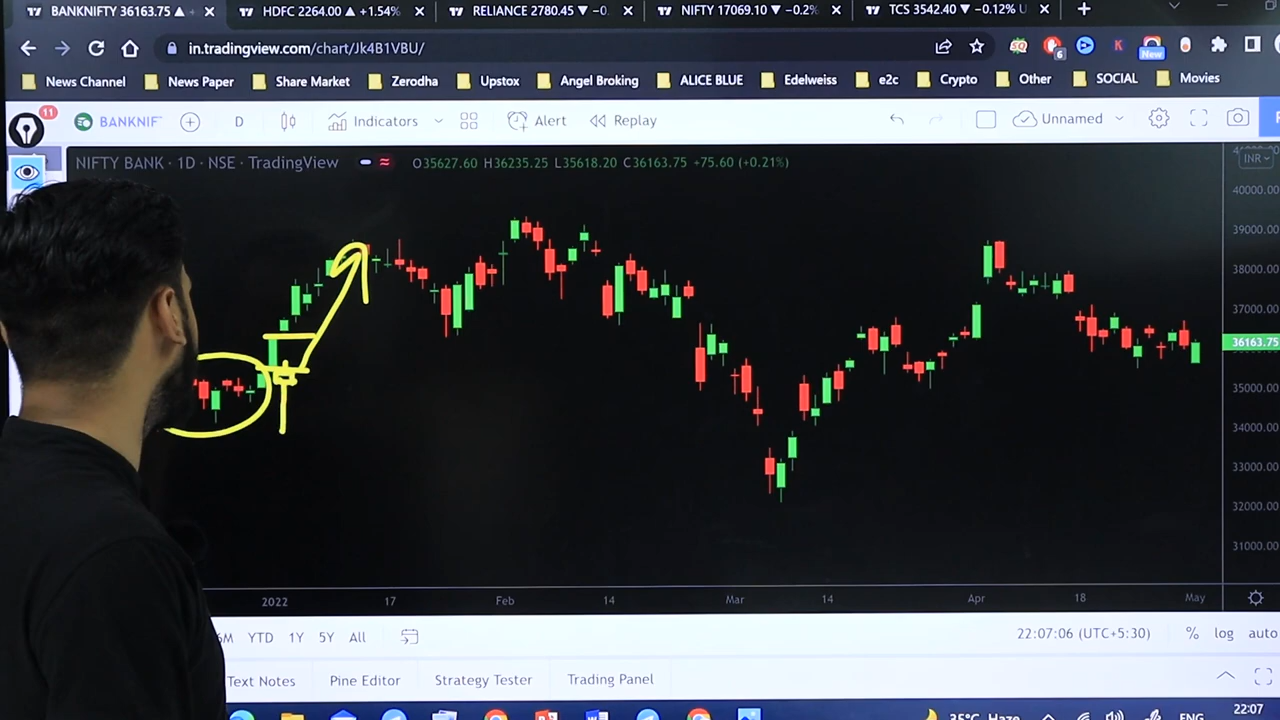 BANKNIFTY 36163.75 ▲ + HDFC 2264.00 ▲ +1.54% RELIANCE 2780.45 ▼ −0. NIFTY 17069.10 ▼ −0.2% TCS 3542.40 ▼ −0.12% U
in.tradingview.com/chart/Jk4B1VBU/
6 K New
News Channel News Paper Share Market Zerodha Upstox Angel Broking ALICE BLUE Edelweiss e2c Crypto Other SOCIAL Movies
11 BANKNIF D Indicators Alert Replay Unnamed
NIFTY BANK · 1D · NSE · TradingView O35627.60 H36235.25 L35618.20 C36163.75 +75.60 (+0.21%) INR
40000.00
39000.00
38000.00
37000.00
36163.75
35000.00
34000.00
33000.00
32000.00
31000.00
2022 17 Feb 14 Mar 14 Apr 18 May
6M YTD 1Y 5Y All 22:07:06 (UTC+5:30) % log auto
Text Notes Pine Editor Strategy Tester Trading Panel
35°C Haze ENG 22:07